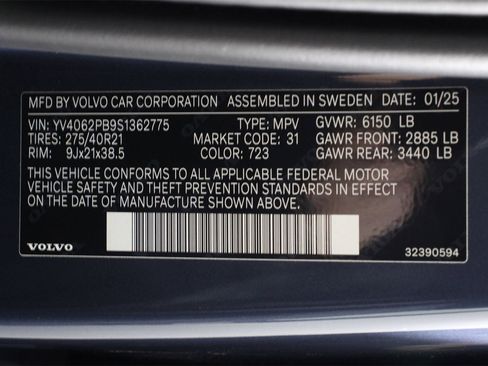 MFD BY VOLVO CAR CORPORATION ASSEMBLED IN SWEDEN DATE: 01/25
VIN: YV4062PB9S1362775 TYPE: MPV GVWR: 6150 LB
TIRES: 275/40R21 MARKET CODE: 31 GAWR FRONT: 2885 LB
RIM: 9Jx21x38.5 COLOR: 723 GAWR REAR: 3440 LB
THIS VEHICLE CONFORMS TO ALL APPLICABLE FEDERAL MOTOR
VEHICLE SAFETY AND THEFT PREVENTION STANDARDS IN EFFECT
ON THE DATE OF MANUFACTURE SHOWN ABOVE.
VOLVO 32390594